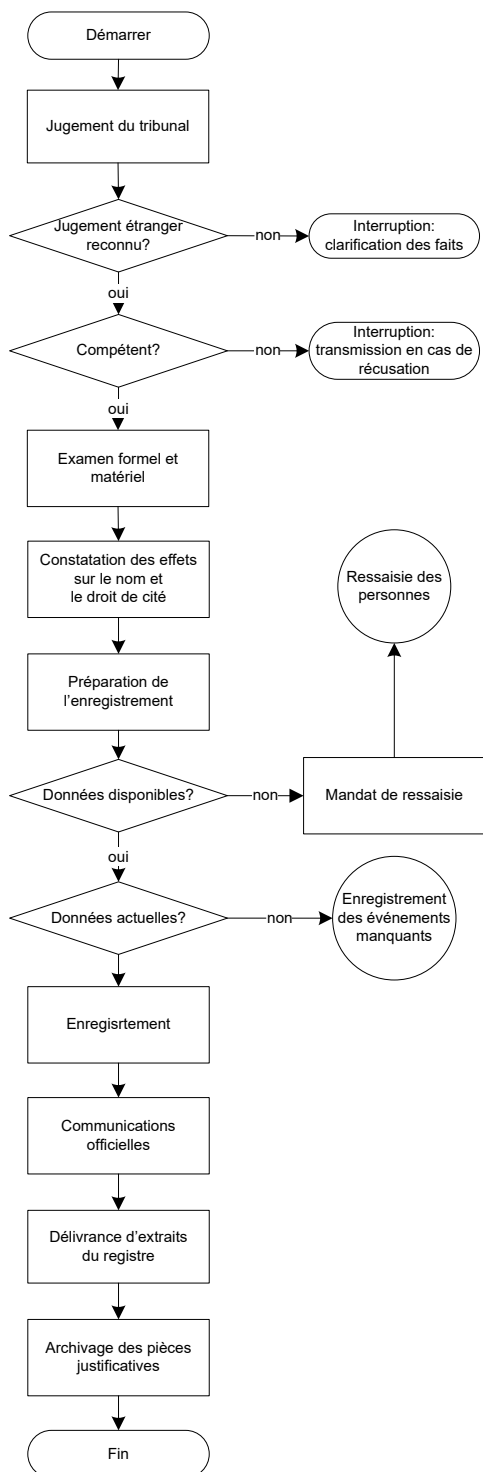 Démarrer
Jugement du tribunal
Jugement étranger
reconnu?
non
Interruption:
clarification des faits
oui
Compétent?
non
Interruption:
transmission en cas de
récusation
oui
Examen formel et
matériel
Constatation des effets
sur le nom et
le droit de cité
Ressaisie des
personnes
Préparation de
l'enregistrement
Données disponibles?
non
Mandat de ressaisie
oui
Données actuelles?
non
Enregistrement
des événements
manquants
Enregisrtement
Communications
officielles
Délivrance d'extraits
du registre
Archivage des pièces
justificatives
Fin